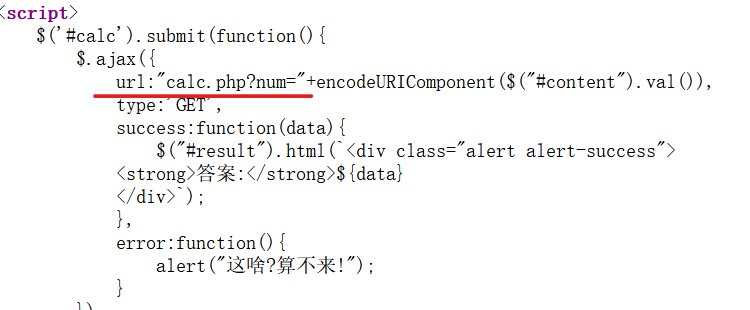 <script>
$('#calc').submit(function(){
$.ajax({
url:"calc.php?num="+encodeURIComponent($("#content").val()),
type:'GET',
success:function(data){
$("#result").html(`<div class="alert alert-success">
<strong>答案:</strong>${data}
</div>`);
},
error:function(){
alert("这啥?算不来!");
}
})